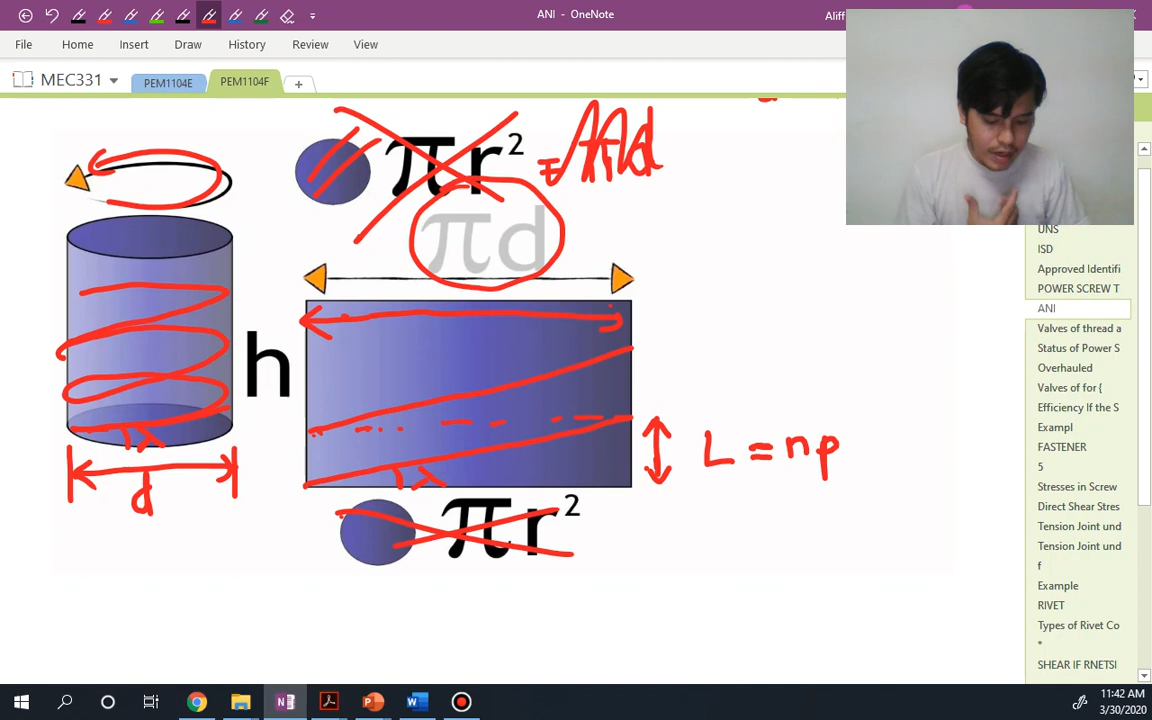 ANI - OneNote
Aliff
File Home Insert Draw History Review View
MEC331 PEM1104E PEM1104F
πr²
πd
h
L = np
λ
λ
d
πr²
UNS
ISD
Approved Identifi
POWER SCREW T
ANI
Valves of thread a
Status of Power S
Overhauled
Valves of for {
Efficiency If the S
Exampl
FASTENER
5
Stresses in Screw
Direct Shear Stres
Tension Joint und
Tension Joint und
f
Example
RIVET
Types of Rivet Co
*
SHEAR IF RNETSI
11:42 AM
3/30/2020